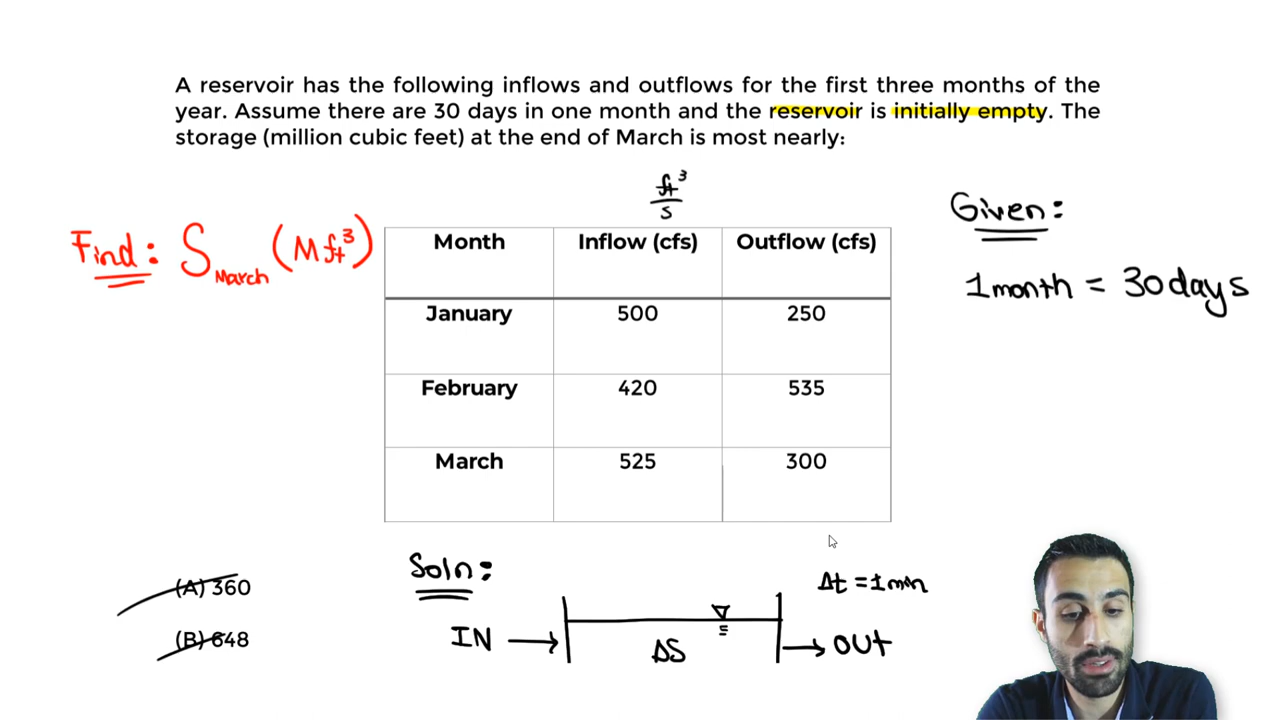 A reservoir has the following inflows and outflows for the first three months of the
year. Assume there are 30 days in one month and the reservoir is initially empty. The
storage (million cubic feet) at the end of March is most nearly:
ft³/s
Find: S March (Mft³)
Given:
1 month = 30 days
Month Inflow (cfs) Outflow (cfs)
January 500 250
February 420 535
March 525 300
Soln:
(A) 360
(B) 648
Δt = 1 min
IN → ΔS → OUT